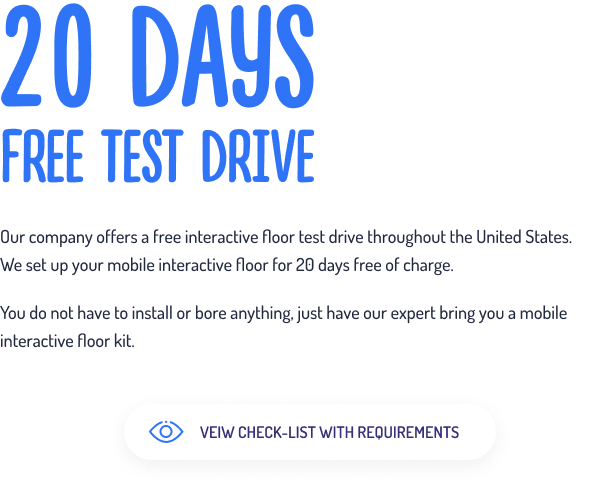 20 DAYS
FREE TEST DRIVE
Our company offers a free interactive floor test drive throughout the United States.
We set up your mobile interactive floor for 20 days free of charge.
You do not have to install or bore anything, just have our expert bring you a mobile
interactive floor kit.
VEIW CHECK-LIST WITH REQUIREMENTS